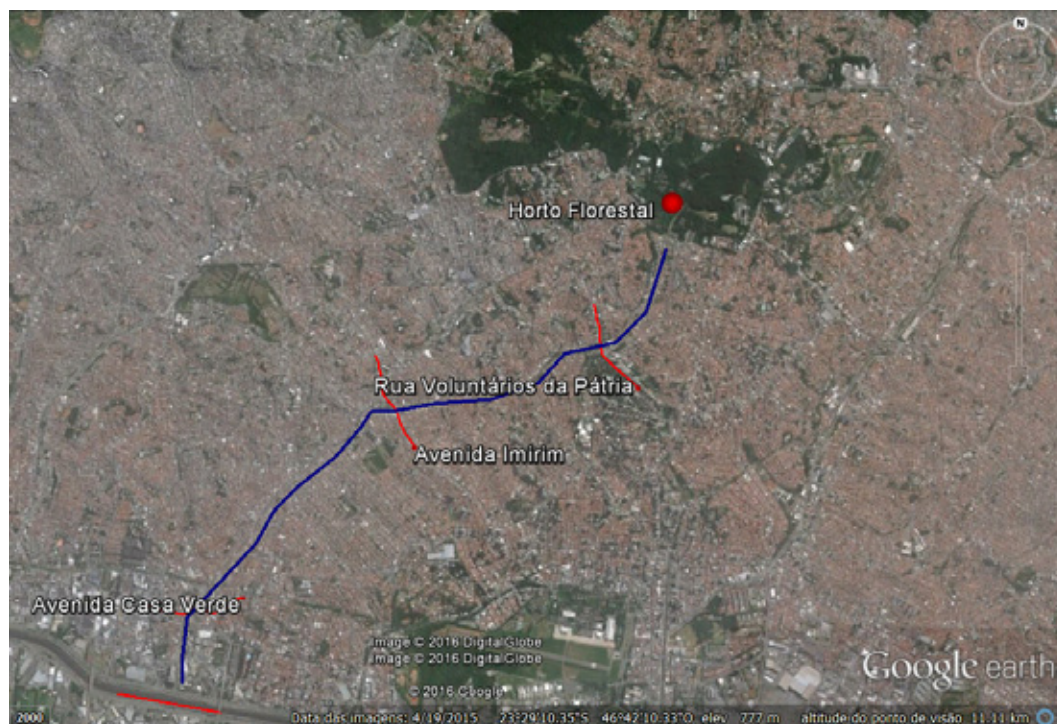 N
Horto Florestal
Rua Voluntários da Pátria
Avenida Imirim
Avenida Casa Verde
Image © 2016 DigitalGlobe
Image © 2016 DigitalGlobe
© 2016 Google
Google earth
2000
Data das imagens: 4/19/2015 23°29'10.35"S 46°42'10.33"O elev 777 m altitude do ponto de visão 11.11 km